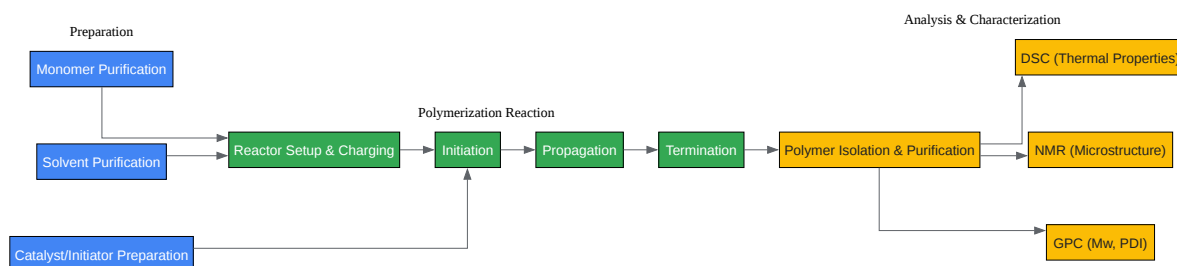 Preparation
Analysis & Characterization
Monomer Purification
DSC (Thermal Properties)
Polymerization Reaction
Solvent Purification
Reactor Setup & Charging
Initiation
Propagation
Termination
Polymer Isolation & Purification
NMR (Microstructure)
Catalyst/Initiator Preparation
GPC (Mw, PDI)